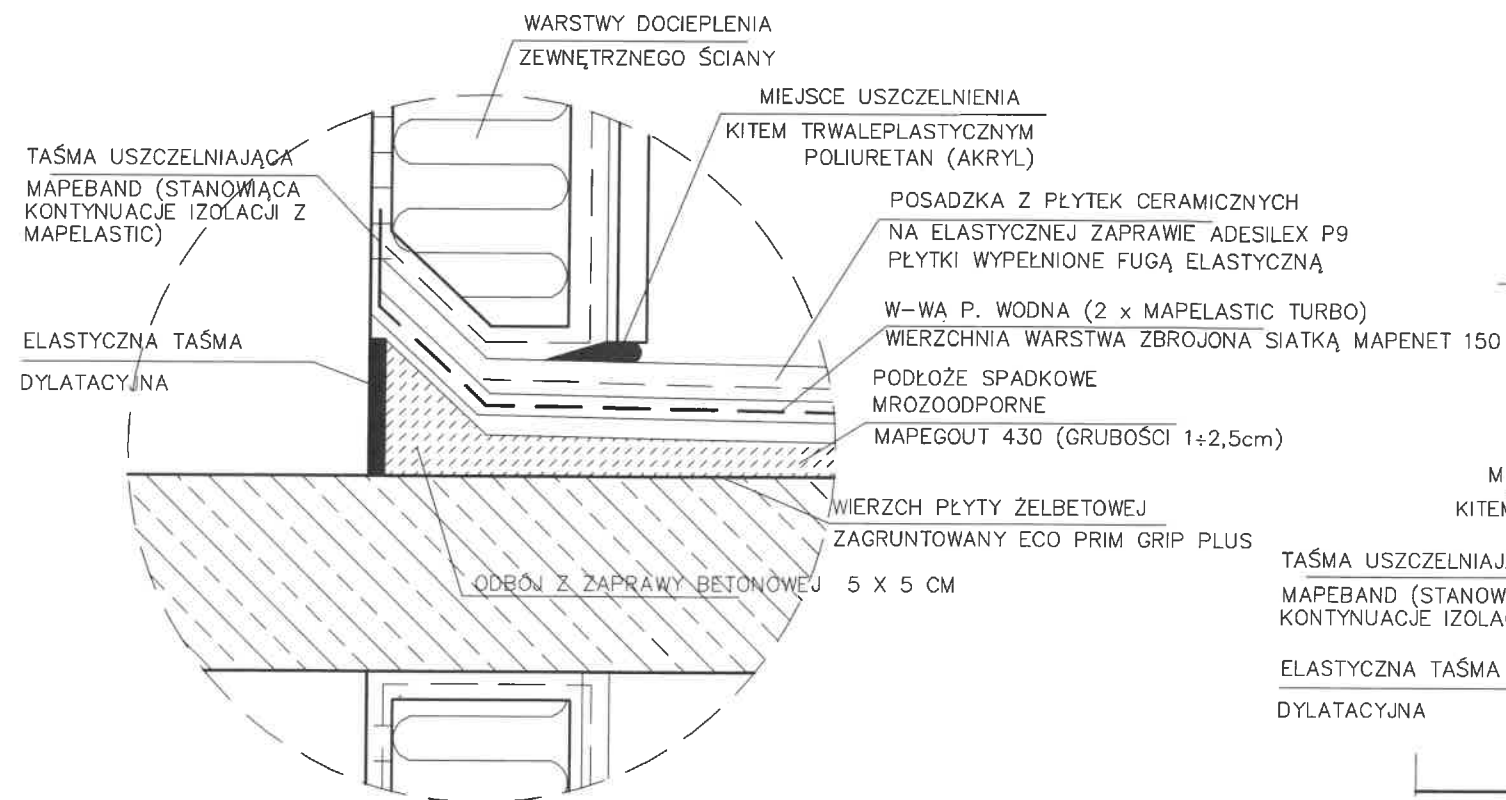 WARSTWY DOCIEPLENIA
ZEWNĘTRZNEGO ŚCIANY
MIEJSCE USZCZELNIENIA
KITEM TRWALEPLASTYCZNYM
POLIURETAN (AKRYL)
TAŚMA USZCZELNIAJĄCA
MAPEBAND (STANOWIĄCA
KONTYNUACJE IZOLACJI Z
MAPELASTIC)
POSADZKA Z PŁYTEK CERAMICZNYCH
NA ELASTYCZNEJ ZAPRAWIE ADESILEX P9
PŁYTKI WYPEŁNIONE FUGĄ ELASTYCZNĄ
W-WA P. WODNA (2 x MAPELASTIC TURBO)
WIERZCHNIA WARSTWA ZBROJONA SIATKĄ MAPENET 150
ELASTYCZNA TAŚMA
DYLATACYJNA
PODŁOŻE SPADKOWE
MROZOODPORNE
MAPEGOUT 430 (GRUBOŚCI 1÷2,5cm)
WIERZCH PŁYTY ŻELBETOWEJ
ZAGRUNTOWANY ECO PRIM GRIP PLUS
ODBÓJ Z ZAPRAWY BETONOWEJ 5 X 5 CM
M
KITEM
TAŚMA USZCZELNIAJ
MAPEBAND (STANOW
KONTYNUACJE IZOLA
ELASTYCZNA TAŚMA
DYLATACYJNA